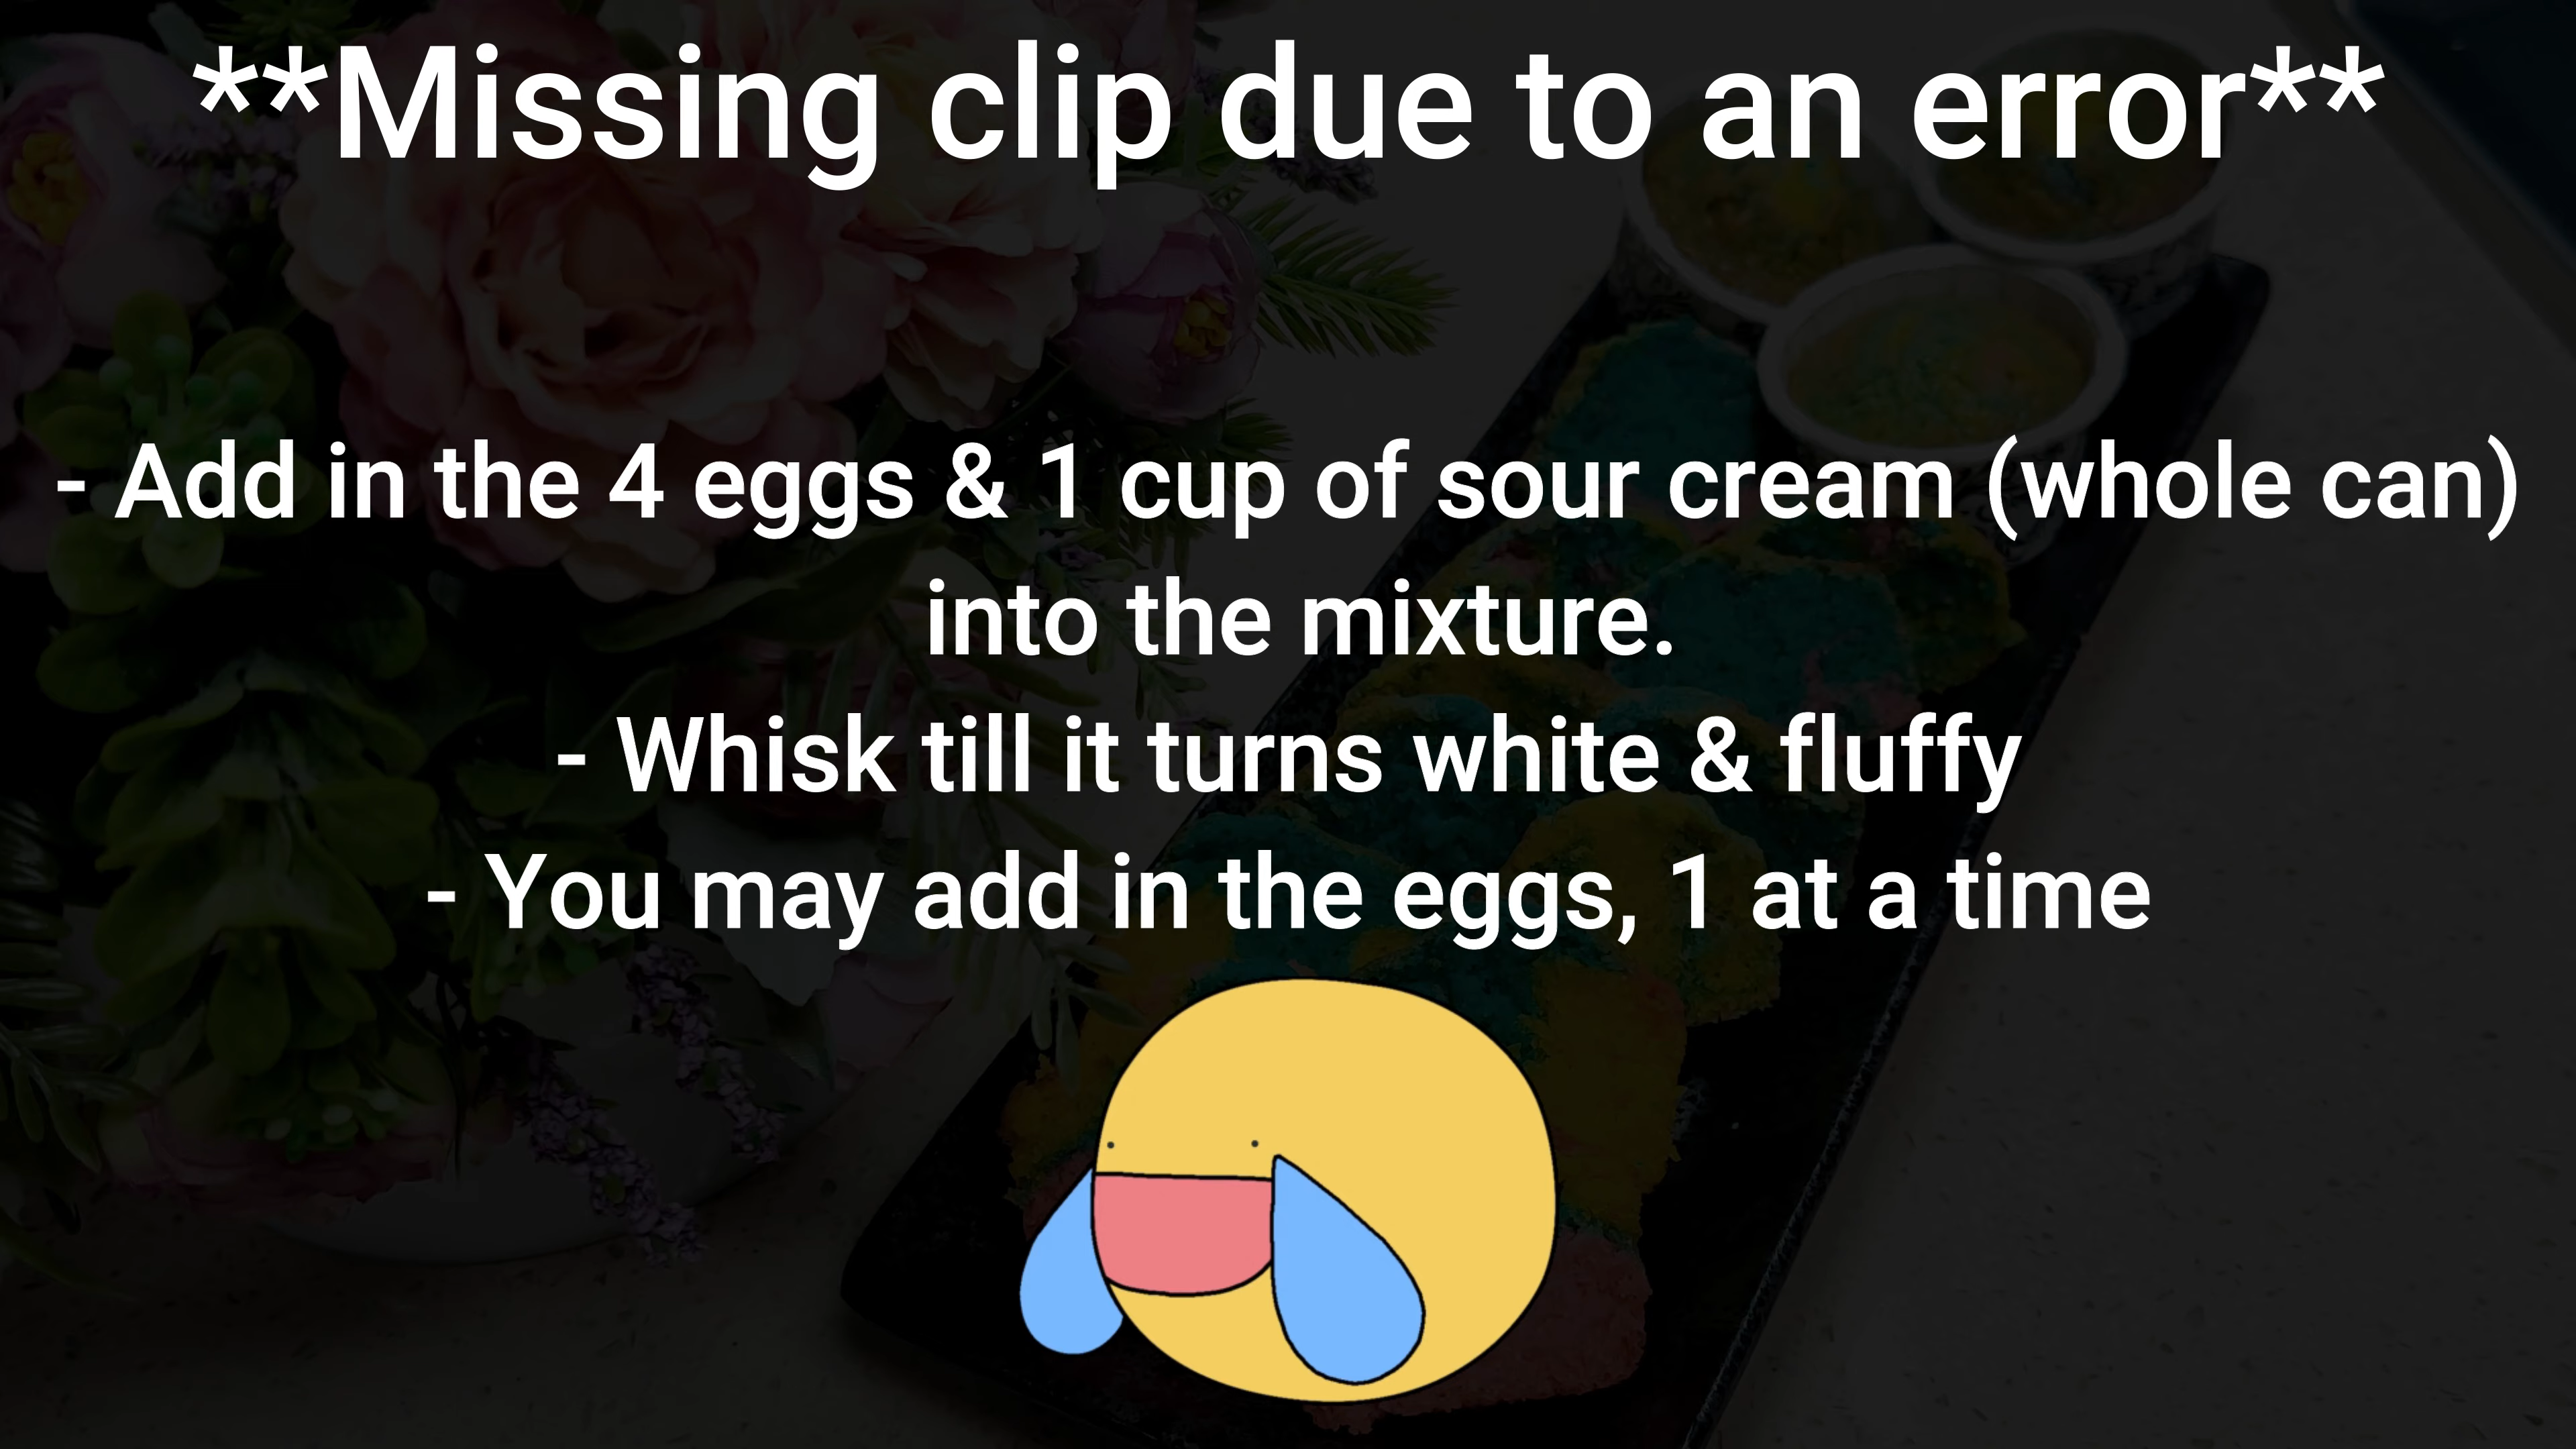 **Missing clip due to an error**
- Add in the 4 eggs & 1 cup of sour cream (whole can)
into the mixture.
- Whisk till it turns white & fluffy
- You may add in the eggs, 1 at a time